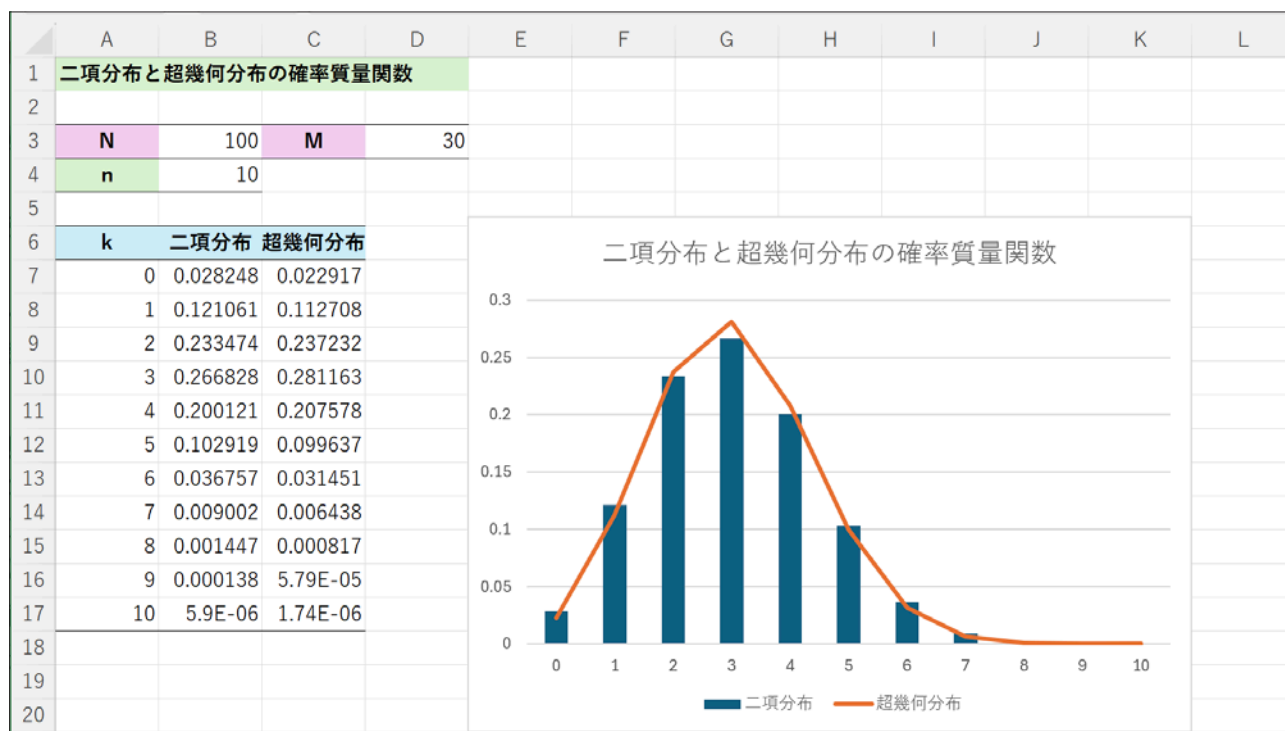 A B C D E F G H I J K L
1 二項分布と超幾何分布の確率質量関数
2
3 N 100 M 30
4 n 10
5
6 k 二項分布 超幾何分布
7 0 0.028248 0.022917
8 1 0.121061 0.112708
9 2 0.233474 0.237232
10 3 0.266828 0.281163
11 4 0.200121 0.207578
12 5 0.102919 0.099637
13 6 0.036757 0.031451
14 7 0.009002 0.006438
15 8 0.001447 0.000817
16 9 0.000138 5.79E-05
17 10 5.9E-06 1.74E-06
18
19
20
二項分布と超幾何分布の確率質量関数
0.3
0.25
0.2
0.15
0.1
0.05
0
0 1 2 3 4 5 6 7 8 9 10
二項分布 超幾何分布